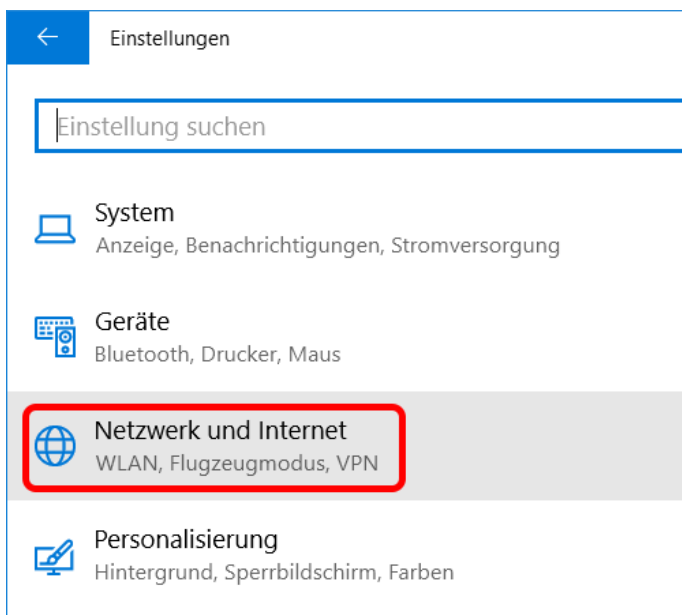 Einstellungen
Einstellung suchen
System
Anzeige, Benachrichtigungen, Stromversorgung
Geräte
Bluetooth, Drucker, Maus
Netzwerk und Internet
WLAN, Flugzeugmodus, VPN
Personalisierung
Hintergrund, Sperrbildschirm, Farben